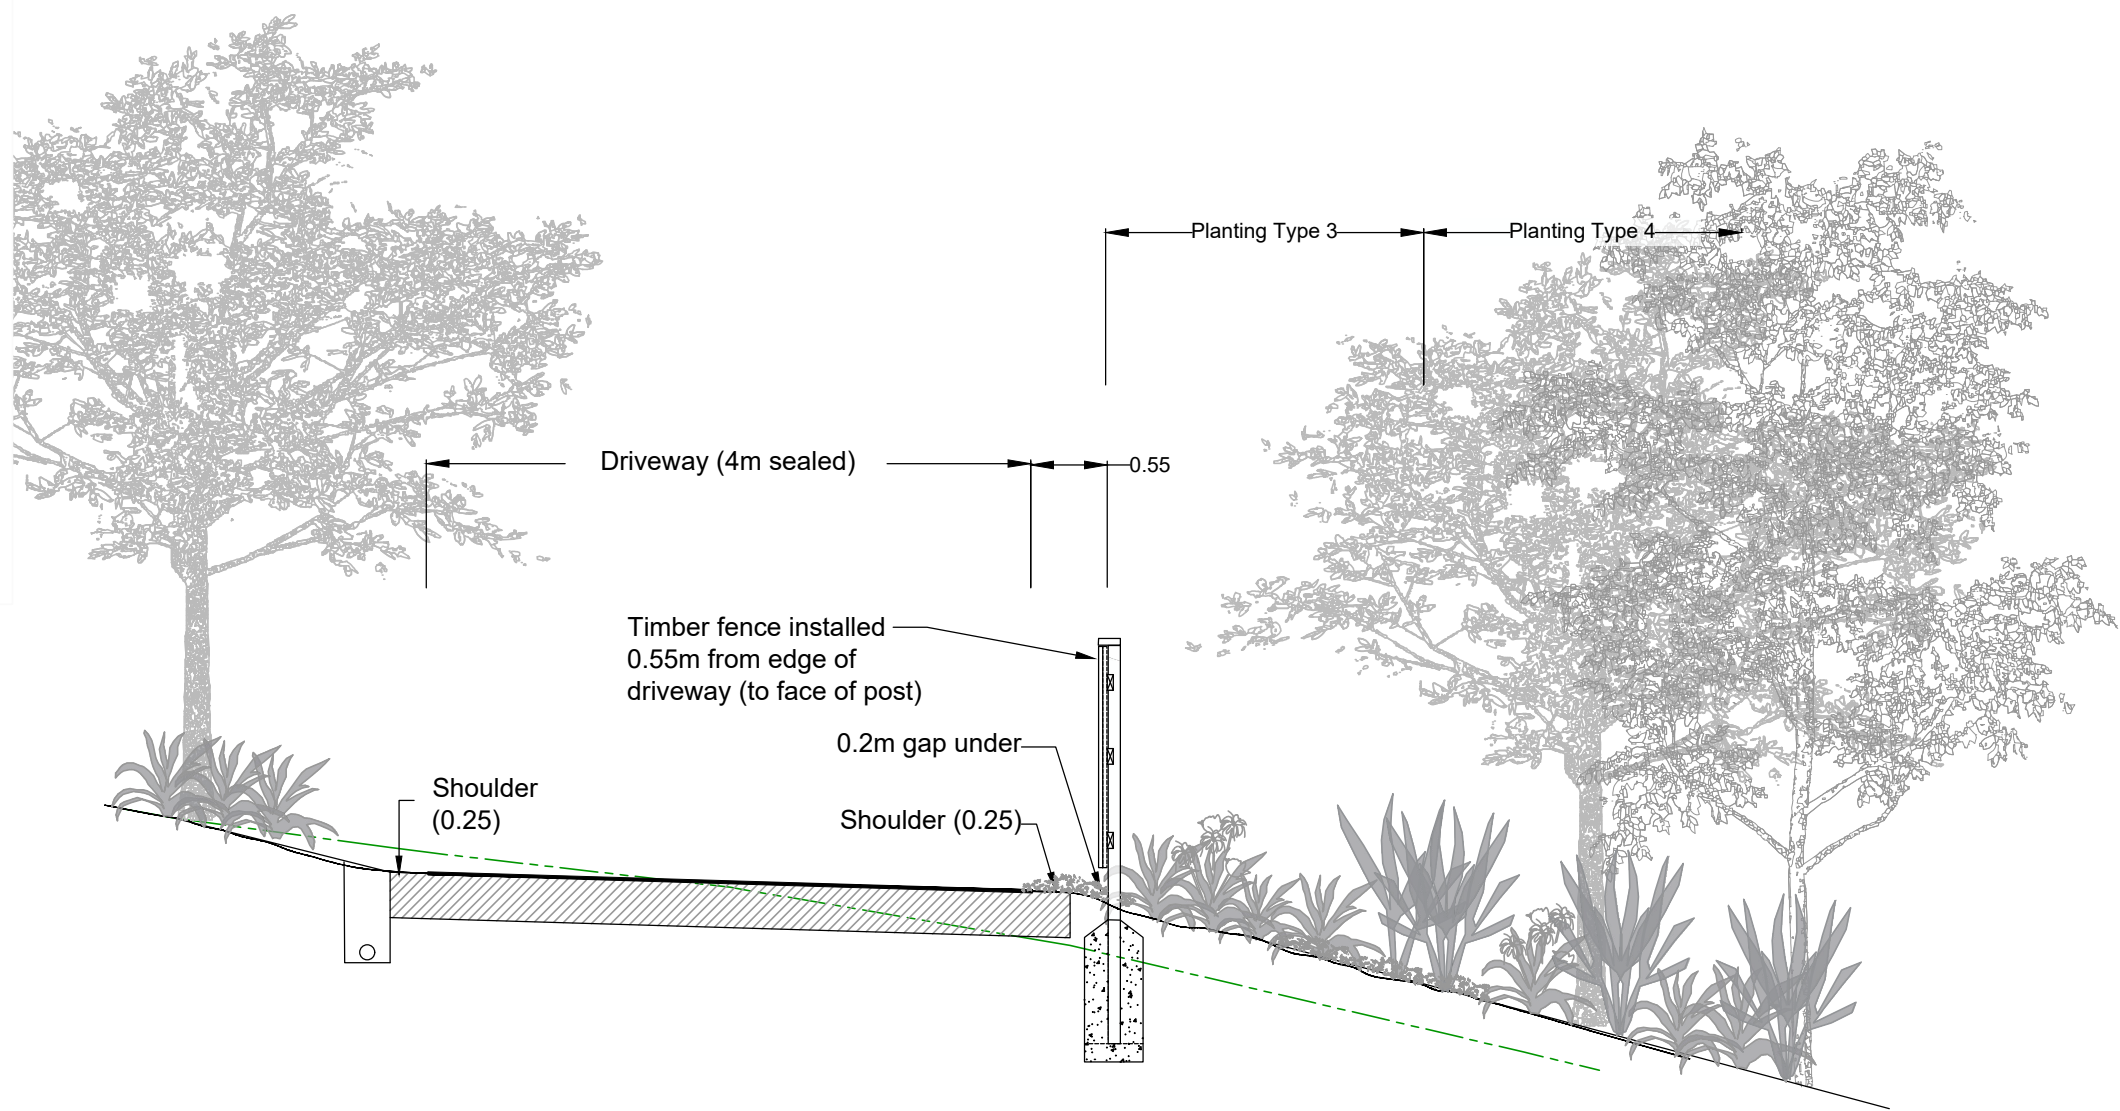 Planting Type 3
Planting Type 4
Driveway (4m sealed)
0.55
Timber fence installed
0.55m from edge of
driveway (to face of post)
0.2m gap under
Shoulder
(0.25)
Shoulder (0.25)